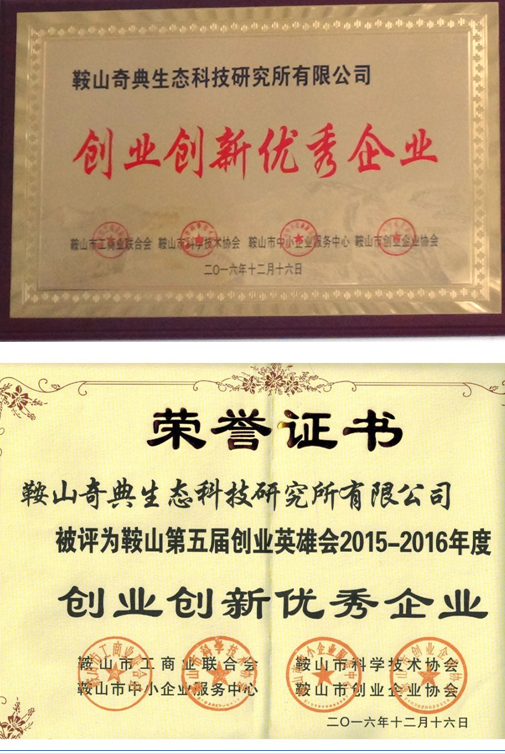 鞍山奇典生态科技研究所有限公司
创业创新优秀企业
鞍山市工商业联合会 鞍山市科学技术协会 鞍山市中小企业服务中心 鞍山市创业企业协会
二〇一六年十二月十六日
荣誉证书
鞍山奇典生态科技研究所有限公司
被评为鞍山第五届创业英雄会2015-2016年度
创业创新优秀企业
鞍山市工商业联合会 鞍山市科学技术协会
鞍山市中小企业服务中心 鞍山市创业企业协会
二〇一六年十二月十六日